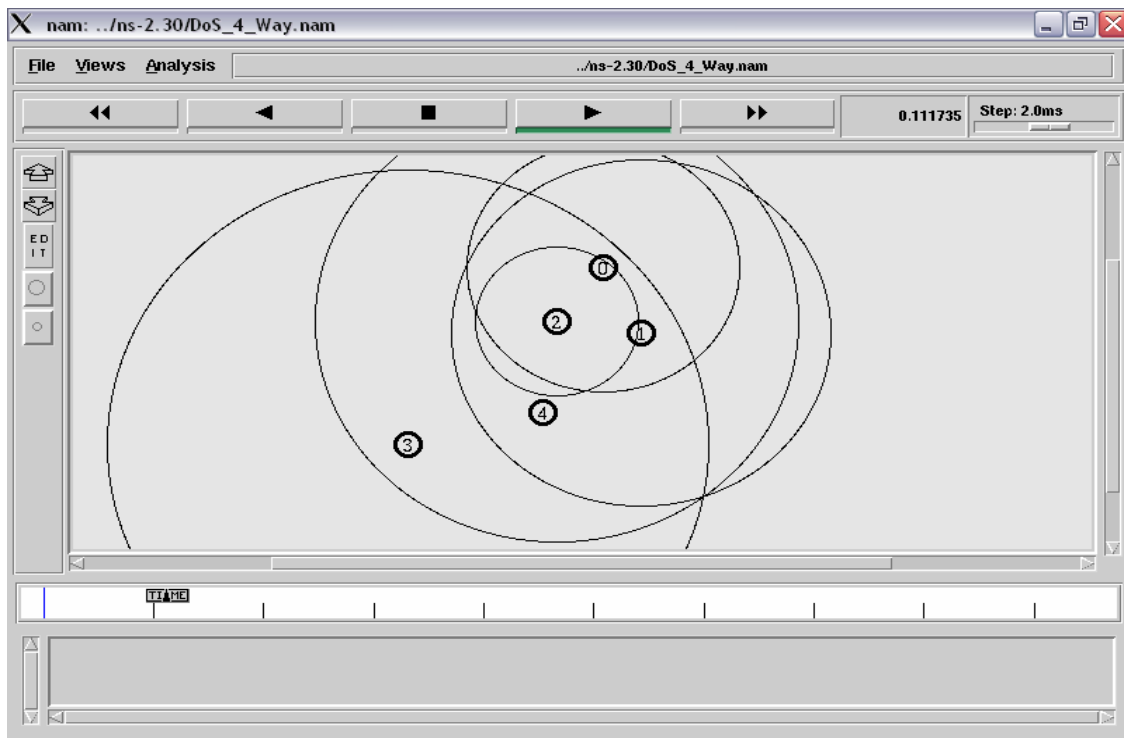 nam: ../ns-2.30/DoS_4_Way.nam
File Views Analysis ../ns-2.30/DoS_4_Way.nam
0.111735 Step: 2.0ms
E D
I T
0
2
1
4
3
TIME